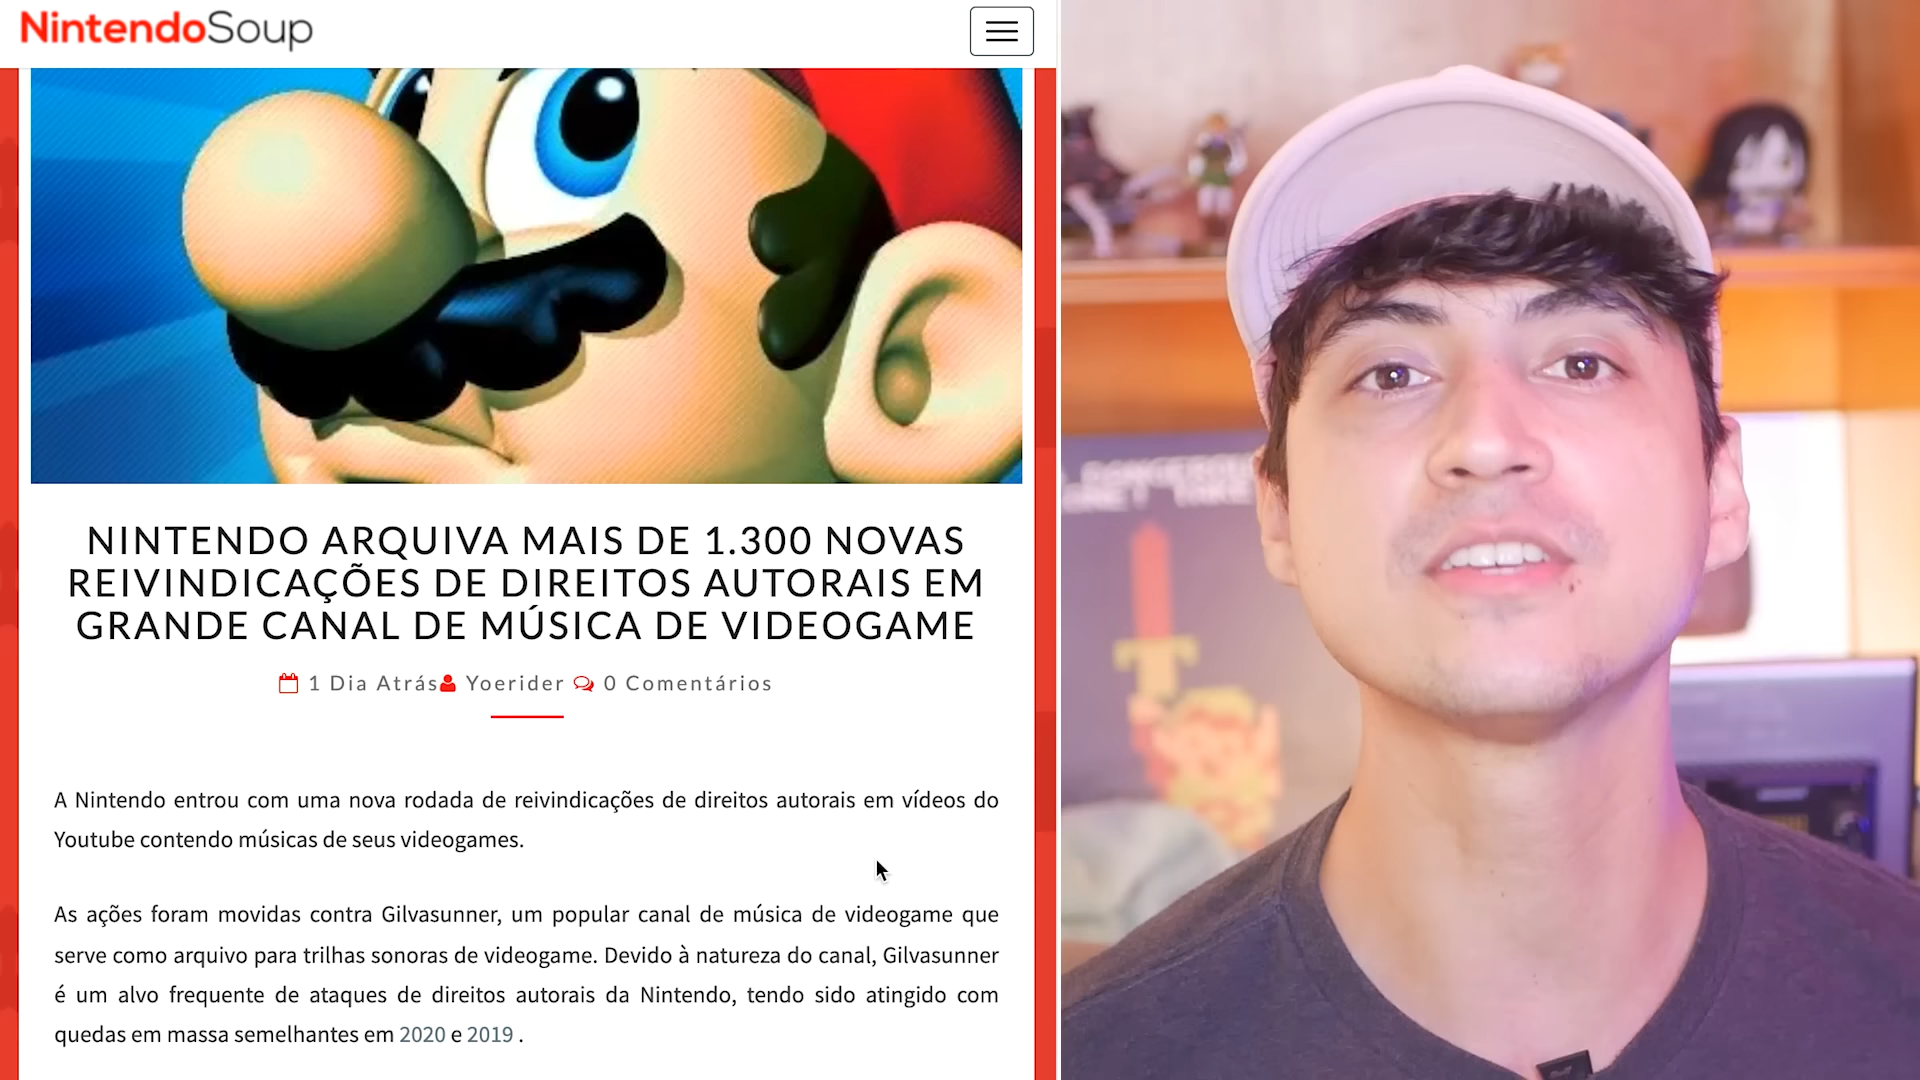 NintendoSoup
NINTENDO ARQUIVA MAIS DE 1.300 NOVAS
REIVINDICAÇÕES DE DIREITOS AUTORAIS EM
GRANDE CANAL DE MÚSICA DE VIDEOGAME
1 Dia Atrás Yoerider 0 Comentários
A Nintendo entrou com uma nova rodada de reivindicações de direitos autorais em vídeos do
Youtube contendo músicas de seus videogames.
As ações foram movidas contra Gilvasunner, um popular canal de música de videogame que
serve como arquivo para trilhas sonoras de videogame. Devido à natureza do canal, Gilvasunner
é um alvo frequente de ataques de direitos autorais da Nintendo, tendo sido atingido com
quedas em massa semelhantes em 2020 e 2019 .
DANGEROUS
TAKE